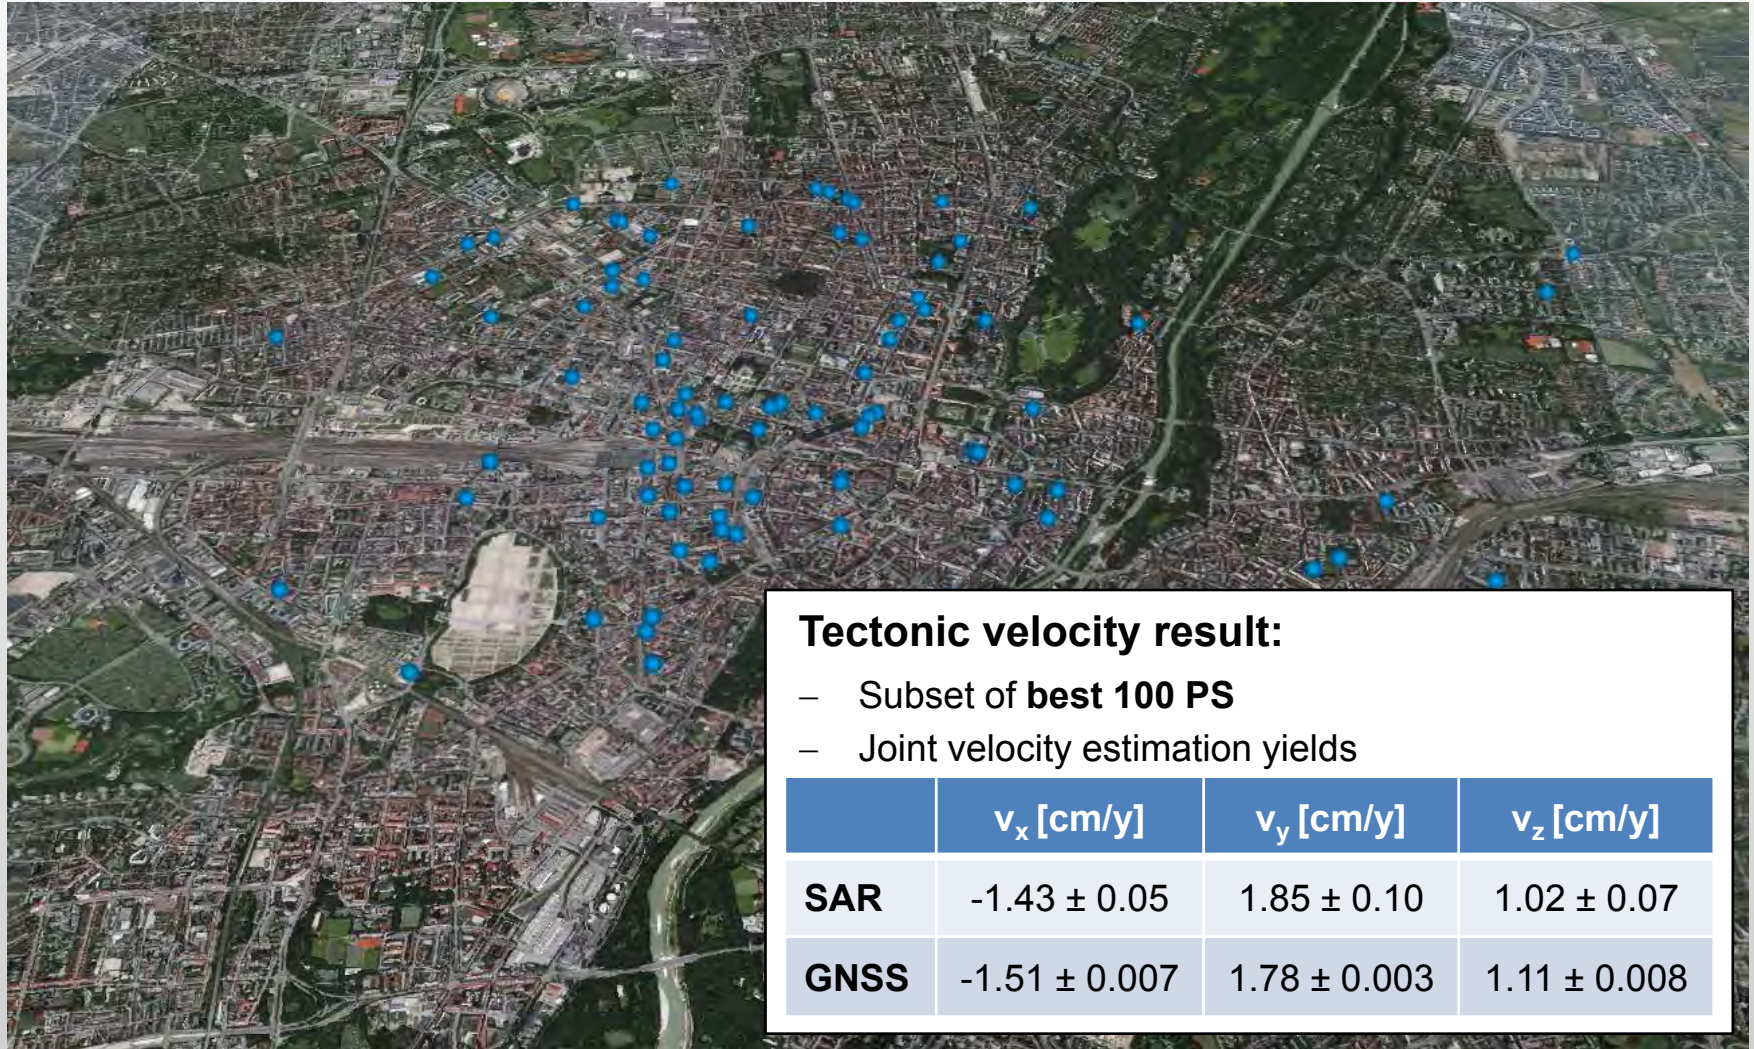 Tectonic velocity result:
– Subset of best 100 PS
– Joint velocity estimation yields
vx [cm/y] vy [cm/y] vz [cm/y]
SAR -1.43 ± 0.05 1.85 ± 0.10 1.02 ± 0.07
GNSS -1.51 ± 0.007 1.78 ± 0.003 1.11 ± 0.008